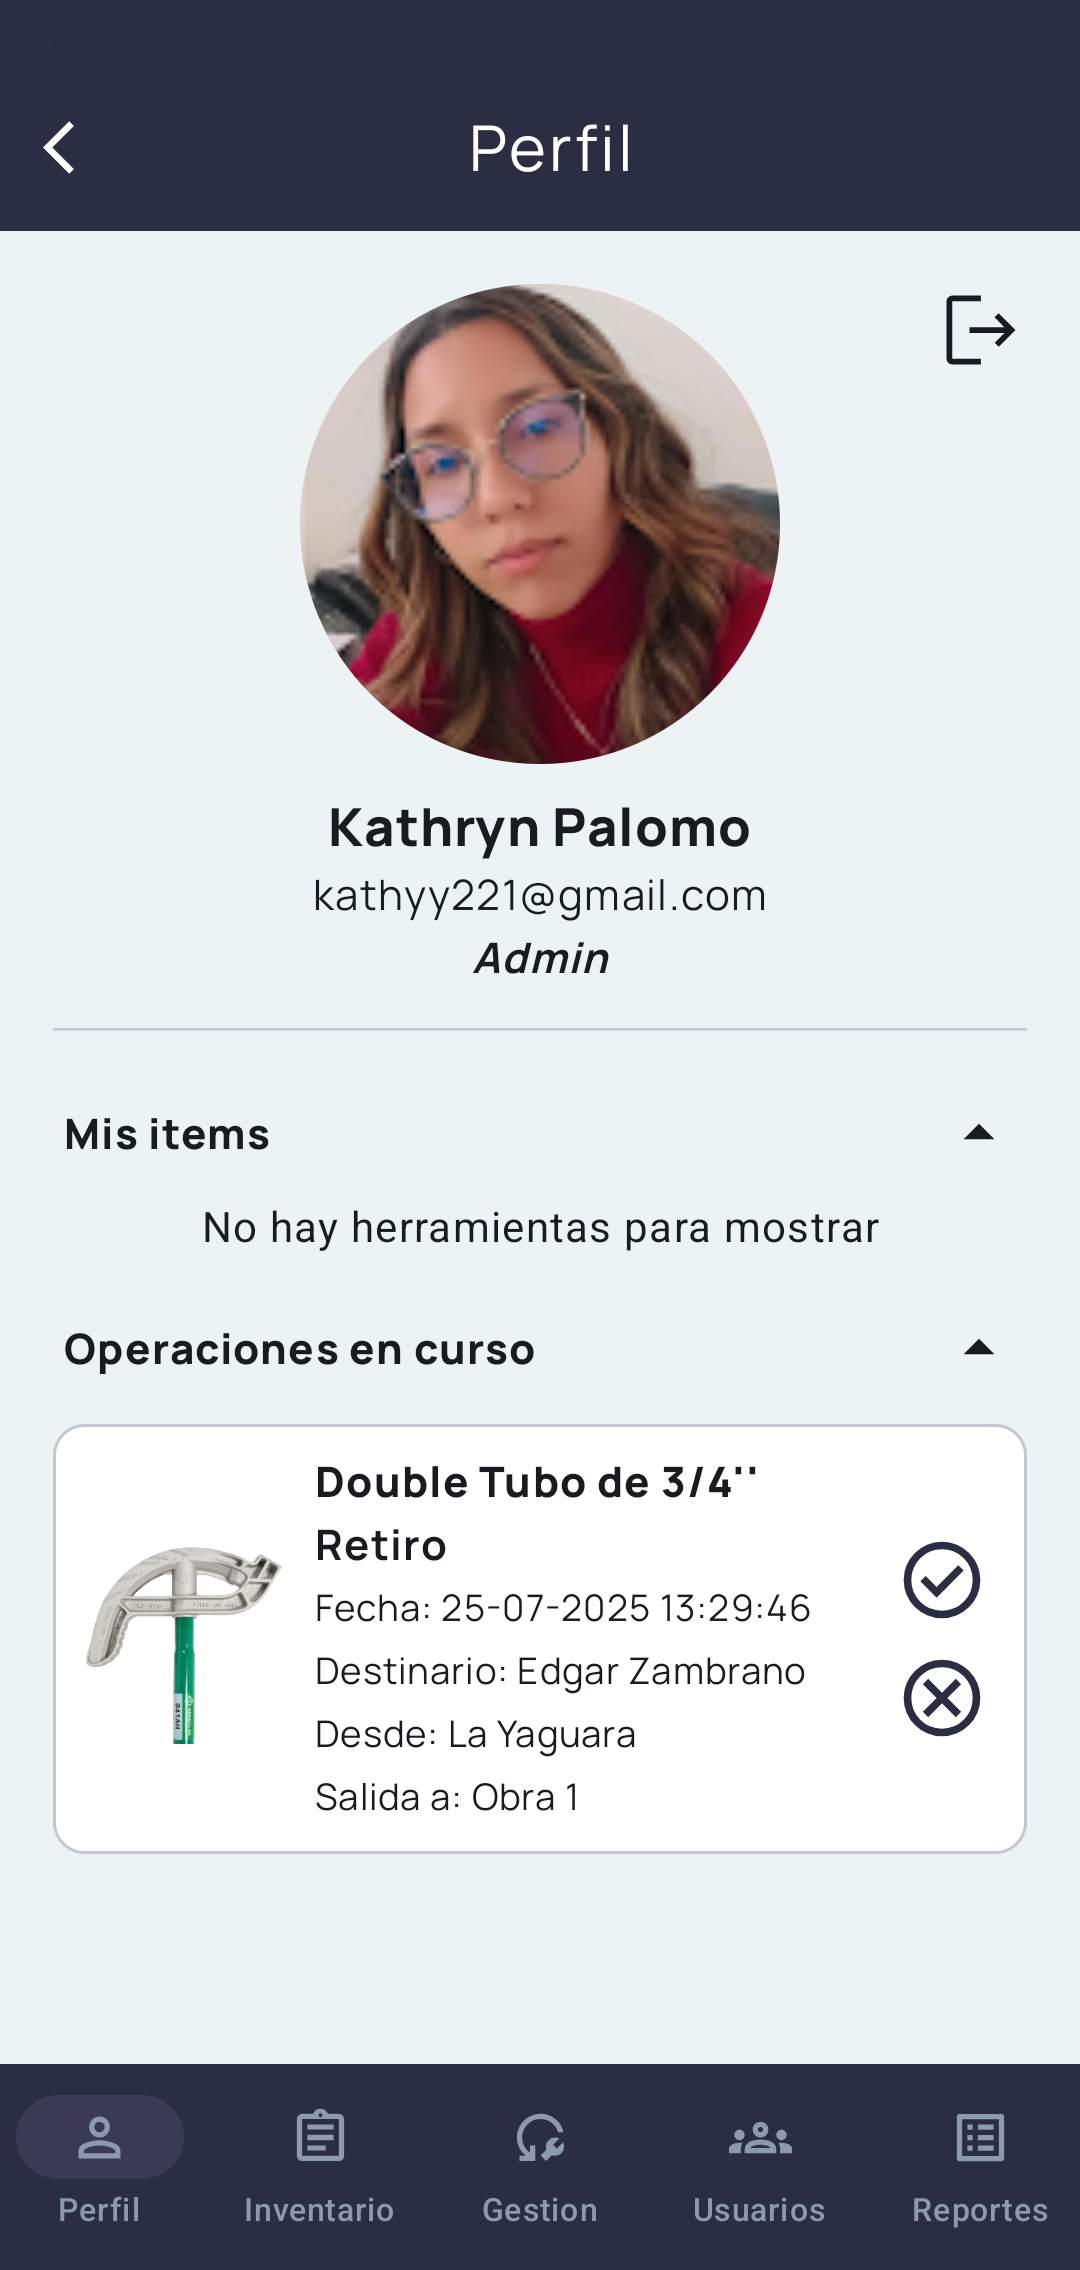 Perfil
Kathryn Palomo
kathyy221@gmail.com
Admin
Mis items
No hay herramientas para mostrar
Operaciones en curso
Double Tubo de 3/4''
Retiro
Fecha: 25-07-2025 13:29:46
Destinario: Edgar Zambrano
Desde: La Yaguara
Salida a: Obra 1
841AH
Perfil
Inventario
Gestion
Usuarios
Reportes